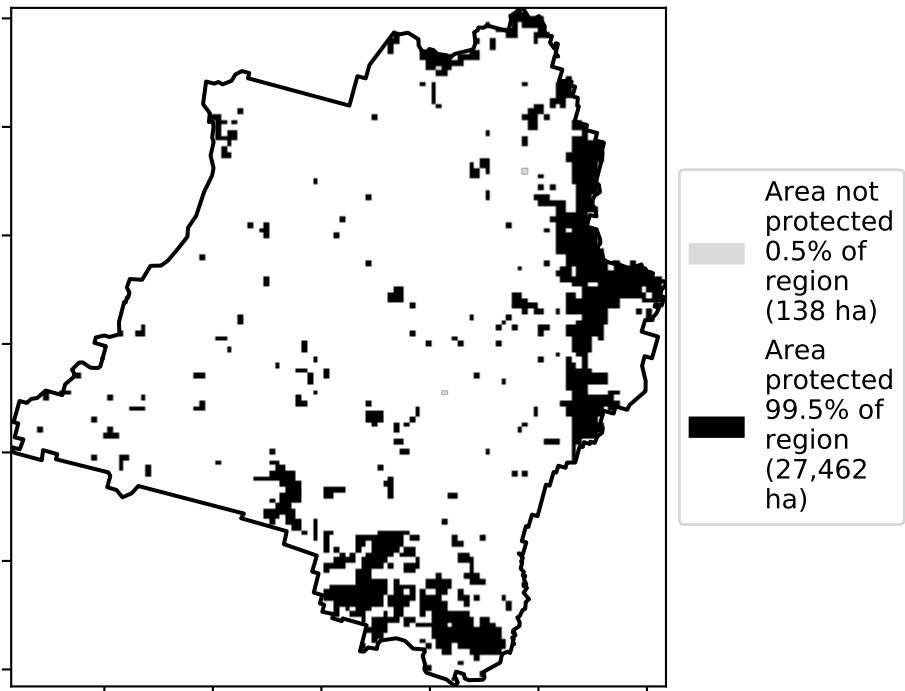 Area not
protected
0.5% of
region
(138 ha)
Area
protected
99.5% of
region
(27,462
ha)